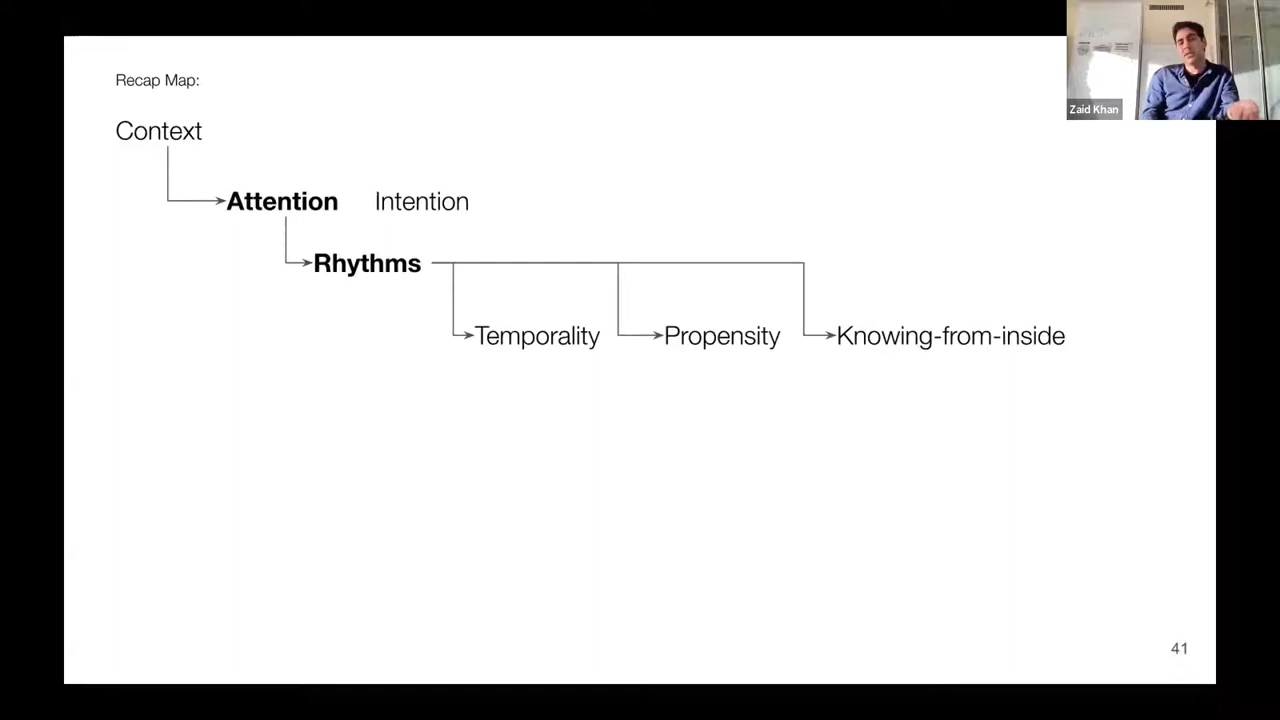 Recap Map:
Zaid Khan
Context
Attention Intention
Rhythms
Temporality Propensity Knowing-from-inside
41